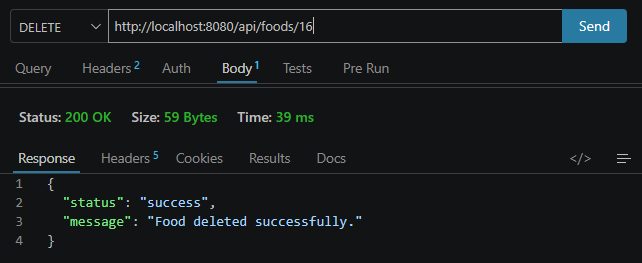 DELETE http://localhost:8080/api/foods/16 Send
Query Headers 2 Auth Body 1 Tests Pre Run
Status: 200 OK Size: 59 Bytes Time: 39 ms
Response Headers 5 Cookies Results Docs </>
1 {
2 "status": "success",
3 "message": "Food deleted successfully."
4 }